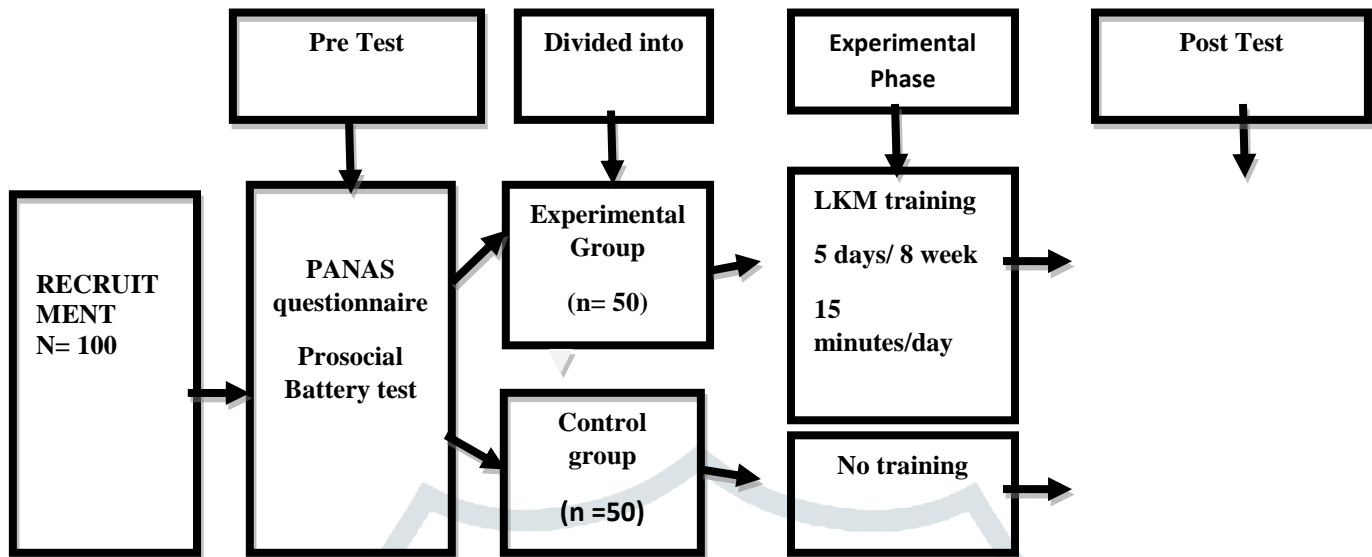 Pre Test
Divided into
Experimental
Phase
Post Test
RECRUIT
MENT
N= 100
PANAS
questionnaire
Prosocial
Battery test
Experimental
Group
(n= 50)
Control
group
(n =50)
LKM training
5 days/ 8 week
15
minutes/day
No training